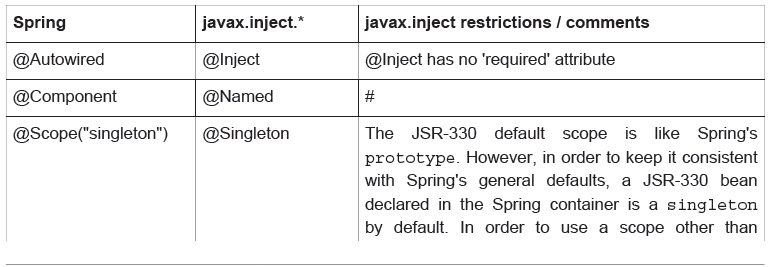 Spring javax.inject.* javax.inject restrictions / comments
@Autowired @Inject @Inject has no 'required' attribute
@Component @Named #
@Scope("singleton") @Singleton The JSR-330 default scope is like Spring's
prototype. However, in order to keep it consistent
with Spring's general defaults, a JSR-330 bean
declared in the Spring container is a singleton
by default. In order to use a scope other than